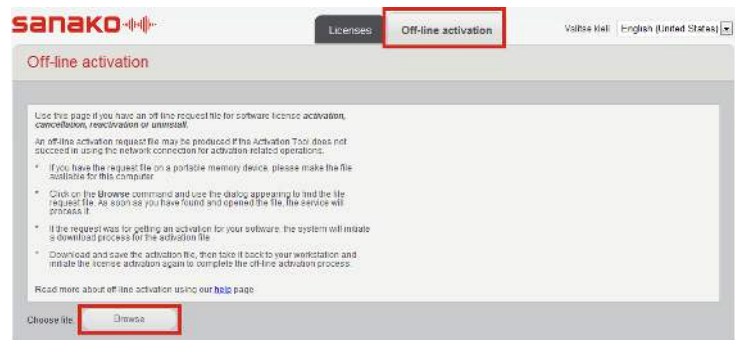 sanako
Licenses
Off-line activation
Valitse kieli
English (United States)
Off-line activation
Use this page if you have an off line request file for software license activation,
cancellation, reactivation or uninstall.
An off-line activation request file may be produced if the Activation Tool does not
succeed in using the network connection for activation-related operations.
* If you have the request file on a portable memory device, please make the file
available for this computer
* Click on the Browse command and use the dialog appearing to find the file
request file. As soon as you have found and opened the file, the service will
process it
* If the request was for getting an activation for your software, the system will initiate
a download process for the activation file
* Download and save the activation file, then take it back to your workstation and
initiate the license activation again to complete the off-line activation process
Read more about off line activation using our help page
Choose file:
Browse